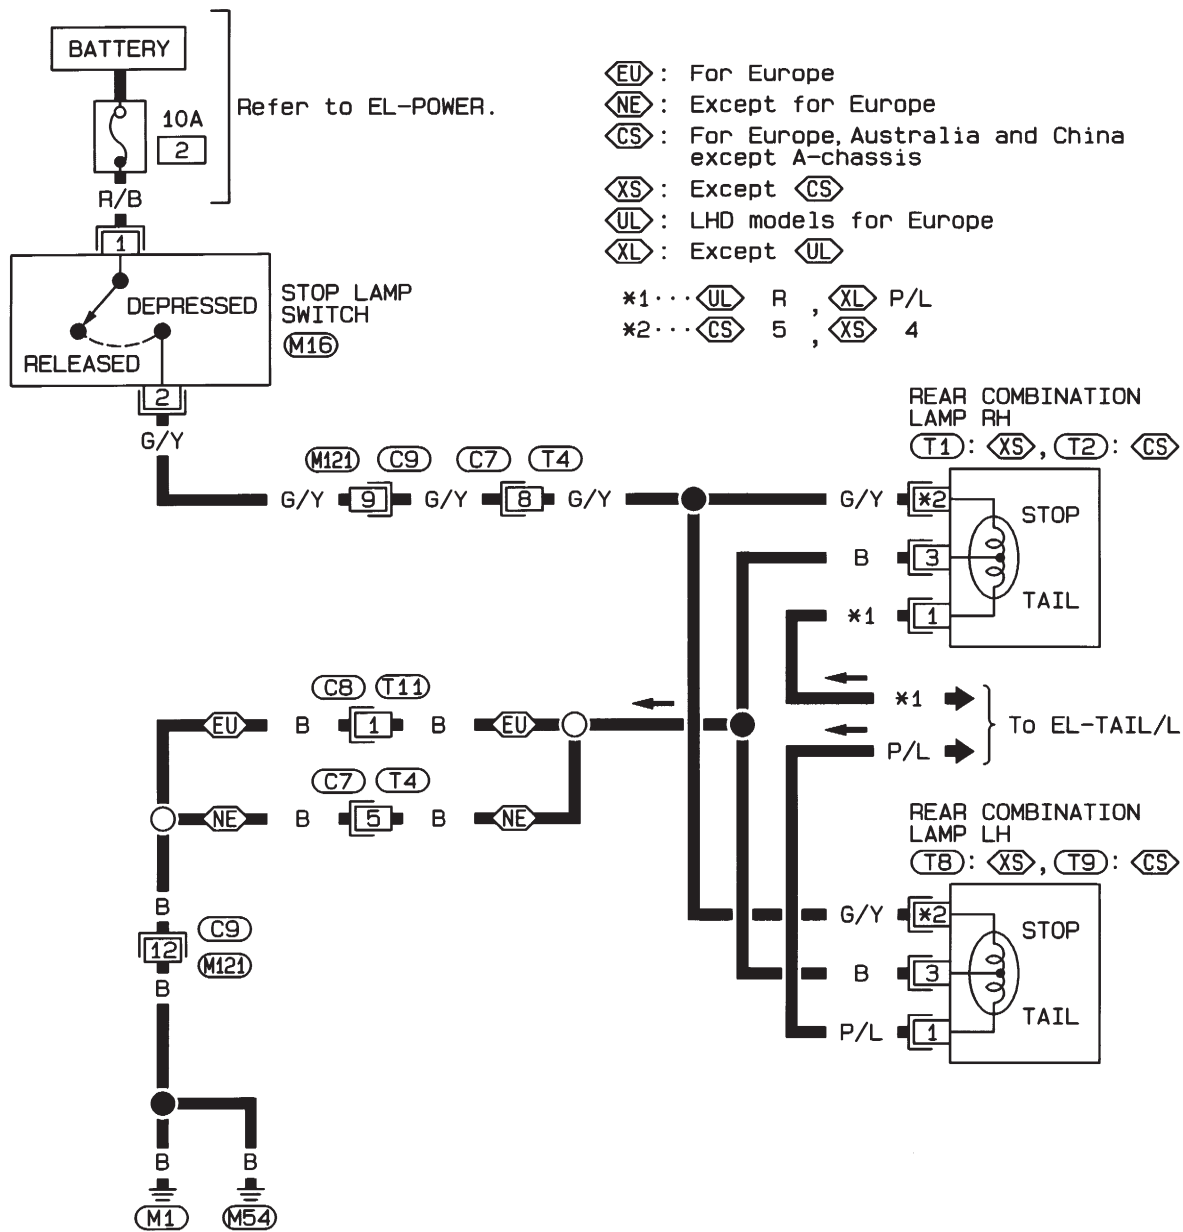 BATTERY
10A
2
Refer to EL-POWER.
R/B
1
DEPRESSED
RELEASED
STOP LAMP
SWITCH
M16
2
G/Y
EU: For Europe
NE: Except for Europe
CS: For Europe, Australia and China
except A-chassis
XS: Except CS
UL: LHD models for Europe
XL: Except UL
*1···UL R , XL P/L
*2···CS 5 , XS 4
REAR COMBINATION
LAMP RH
T1: XS, T2: CS
M121 C9 C7 T4
G/Y 9 G/Y 8 G/Y G/Y *2
STOP
B 3
TAIL
*1 1
*1
To EL-TAIL/L
P/L
C8 T11
EU B 1 B EU
C7 T4
NE B 5 B NE
REAR COMBINATION
LAMP LH
T8: XS, T9: CS
G/Y *2
STOP
B 3
TAIL
P/L 1
B
12
C9
M121
B
B B
M1 M54